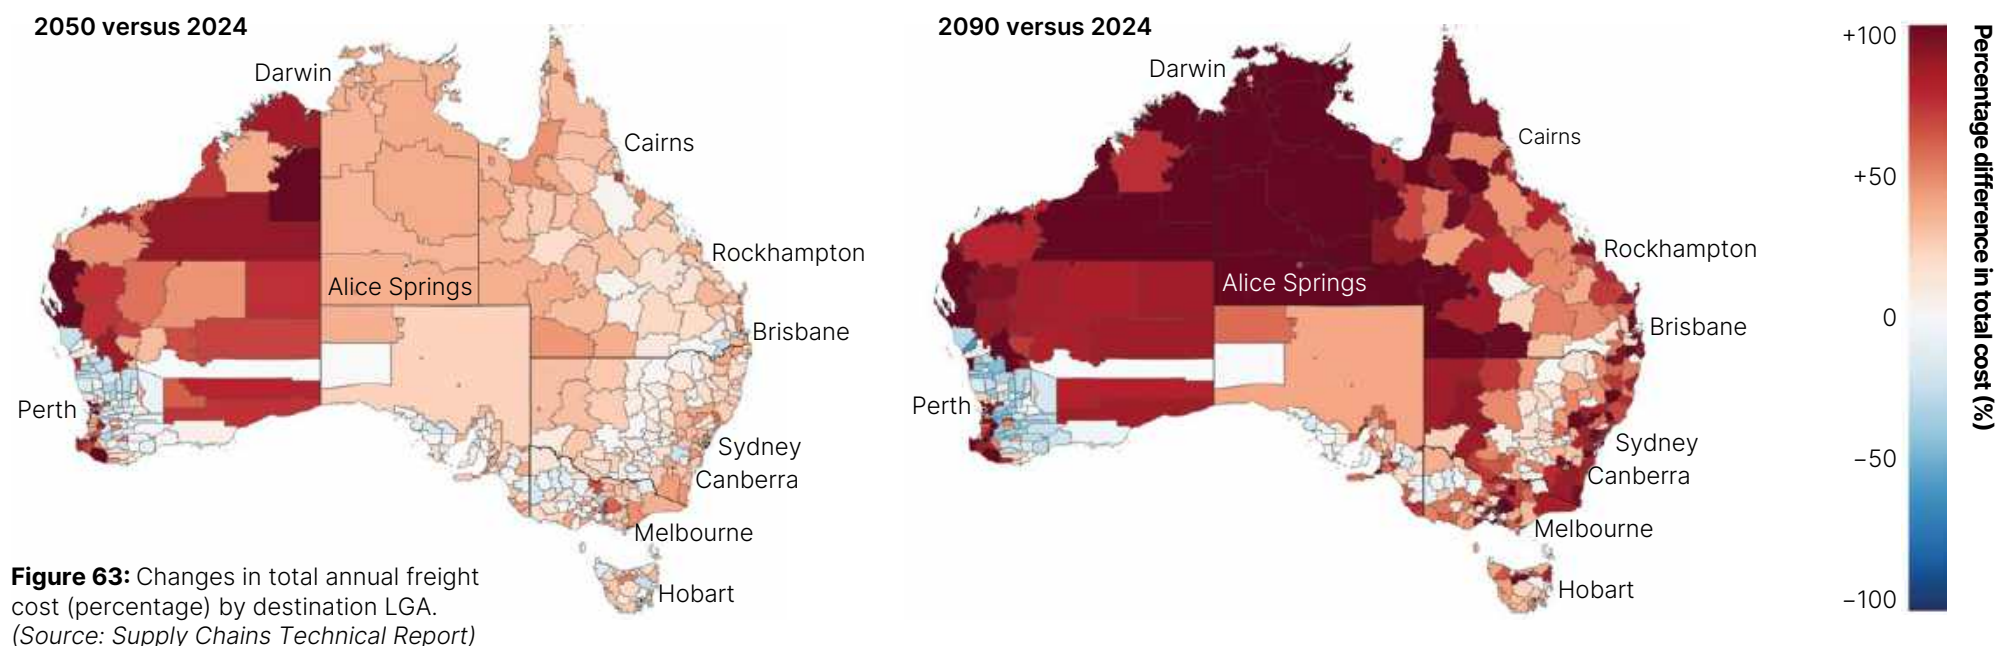 2050 versus 2024
Darwin
Cairns
Rockhampton
Alice Springs
Brisbane
Perth
Sydney
Canberra
Melbourne
Hobart
2090 versus 2024
Darwin
Cairns
Rockhampton
Alice Springs
Brisbane
Perth
Sydney
Canberra
Melbourne
Hobart
+100
+50
0
−50
−100
Percentage difference in total cost (%)
Figure 63: Changes in total annual freight
cost (percentage) by destination LGA.
(Source: Supply Chains Technical Report)